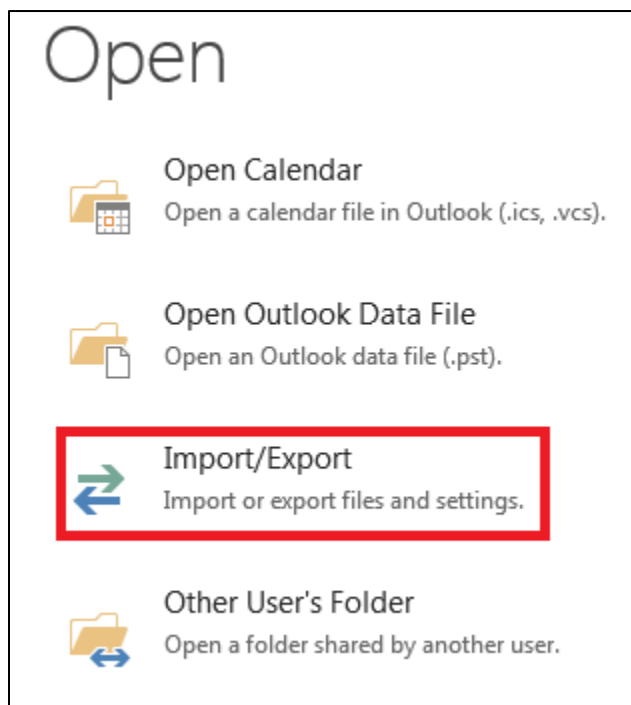 Open
Open Calendar
Open a calendar file in Outlook (.ics, .vcs).
Open Outlook Data File
Open an Outlook data file (.pst).
Import/Export
Import or export files and settings.
Other User's Folder
Open a folder shared by another user.